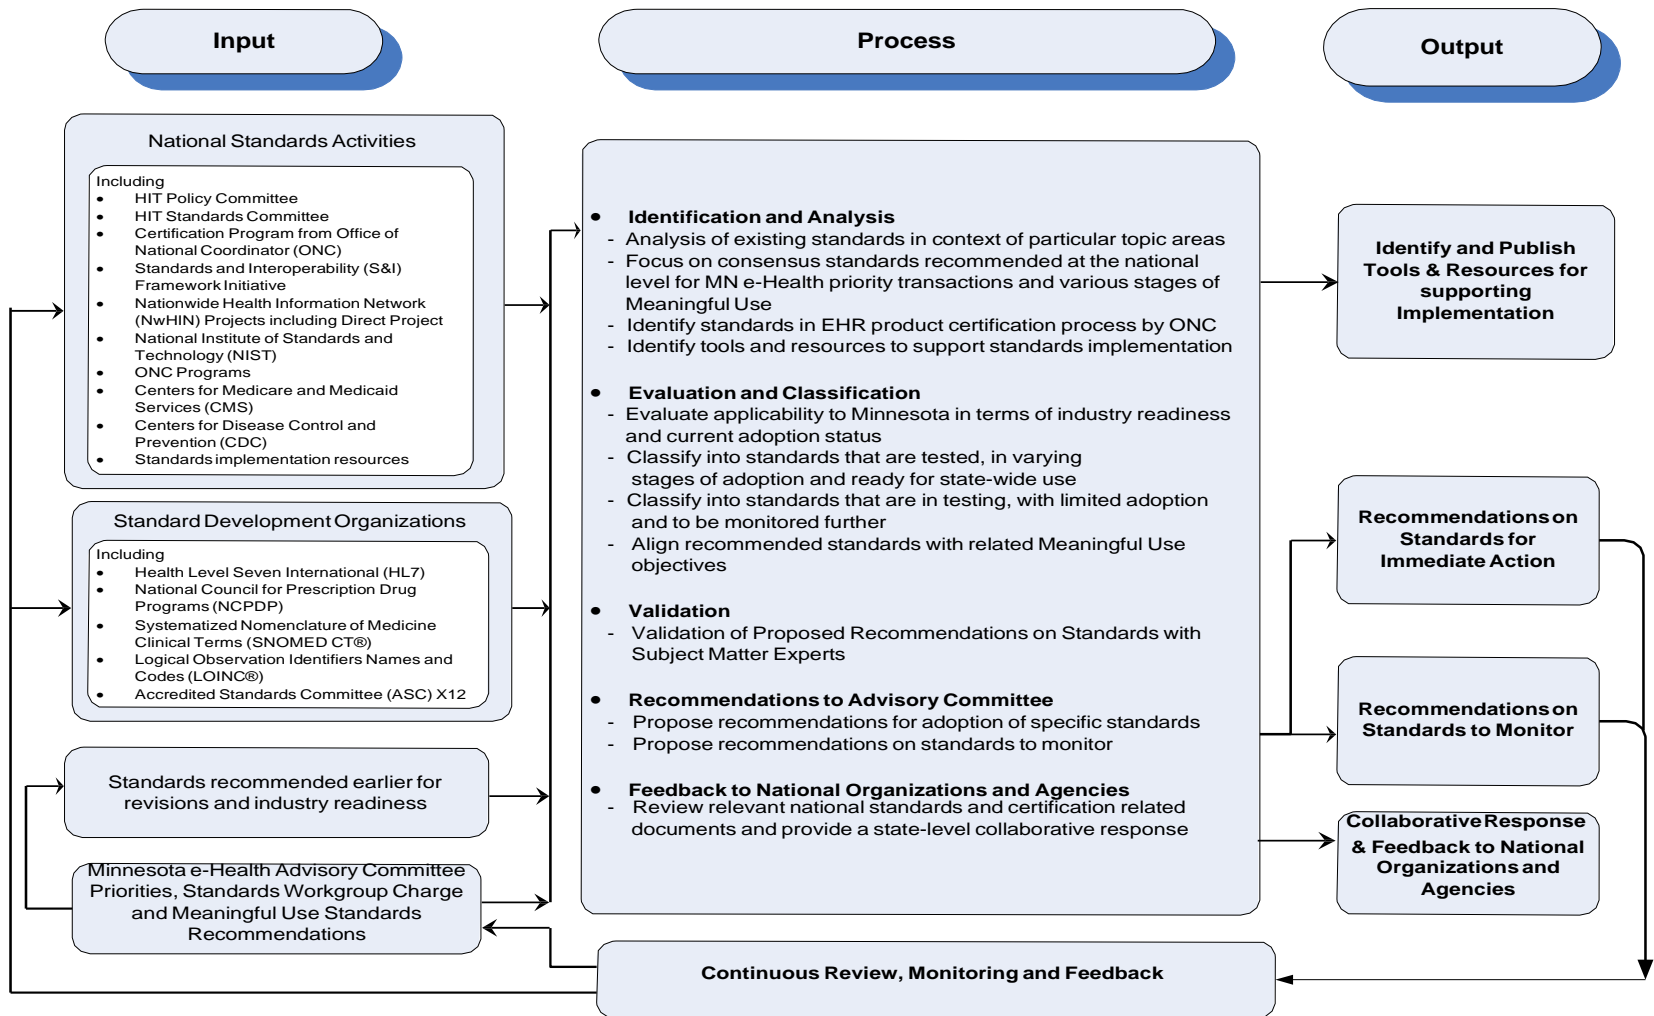 Input
Process
Output
National Standards Activities
Including
• HIT Policy Committee
• HIT Standards Committee
• Certification Program from Office of
National Coordinator (ONC)
• Standards and Interoperability (S&I)
Framework Initiative
• Nationwide Health Information Network
(NwHIN) Projects including Direct Project
• National Institute of Standards and
Technology (NIST)
• ONC Programs
• Centers for Medicare and Medicaid
Services (CMS)
• Centers for Disease Control and
Prevention (CDC)
• Standards implementation resources
Standard Development Organizations
Including
• Health Level Seven International (HL7)
• National Council for Prescription Drug
Programs (NCPDP)
• Systematized Nomenclature of Medicine
Clinical Terms (SNOMED CT®)
• Logical Observation Identifiers Names and
Codes (LOINC®)
• Accredited Standards Committee (ASC) X12
Standards recommended earlier for
revisions and industry readiness
Minnesota e-Health Advisory Committee
Priorities, Standards Workgroup Charge
and Meaningful Use Standards
Recommendations
• Identification and Analysis
- Analysis of existing standards in context of particular topic areas
- Focus on consensus standards recommended at the national
level for MN e-Health priority transactions and various stages of
Meaningful Use
- Identify standards in EHR product certification process by ONC
- Identify tools and resources to support standards implementation
• Evaluation and Classification
- Evaluate applicability to Minnesota in terms of industry readiness
and current adoption status
- Classify into standards that are tested, in varying
stages of adoption and ready for state-wide use
- Classify into standards that are in testing, with limited adoption
and to be monitored further
- Align recommended standards with related Meaningful Use
objectives
• Validation
- Validation of Proposed Recommendations on Standards with
Subject Matter Experts
• Recommendations to Advisory Committee
- Propose recommendations for adoption of specific standards
- Propose recommendations on standards to monitor
• Feedback to National Organizations and Agencies
- Review relevant national standards and certification related
documents and provide a state-level collaborative response
Identify and Publish
Tools & Resources for
supporting
Implementation
Recommendations on
Standards for
Immediate Action
Recommendations on
Standards to Monitor
Collaborative Response
& Feedback to National
Organizations and
Agencies
Continuous Review, Monitoring and Feedback